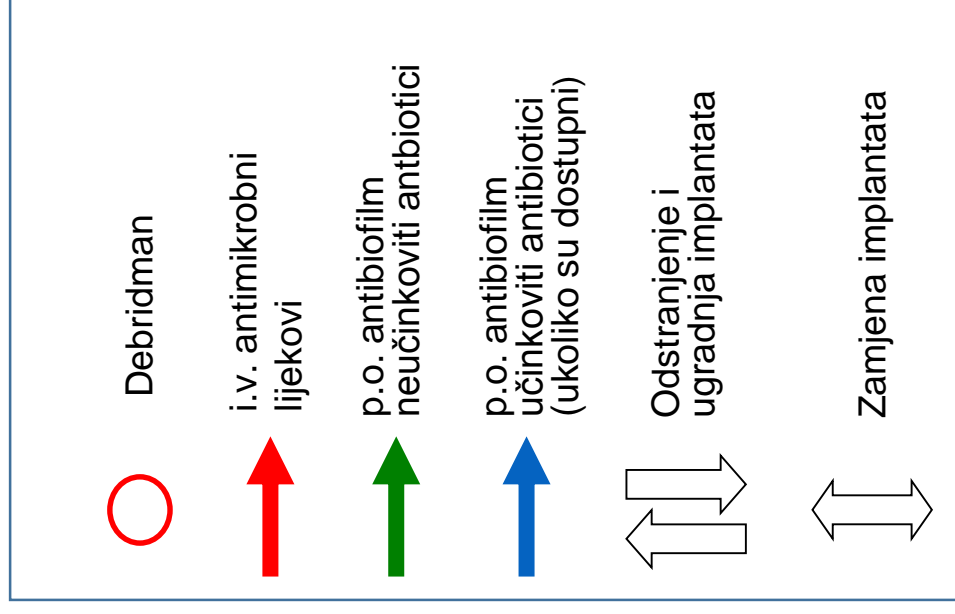 Debridman
i.v. antimikrobni
lijekovi
p.o. antibiofilm
neučinkoviti antbiotici
p.o. antibiofilm
učinkoviti antibiotici
(ukoliko su dostupni)
Odstranjenje i
ugradnja implantata
Zamjena implantata